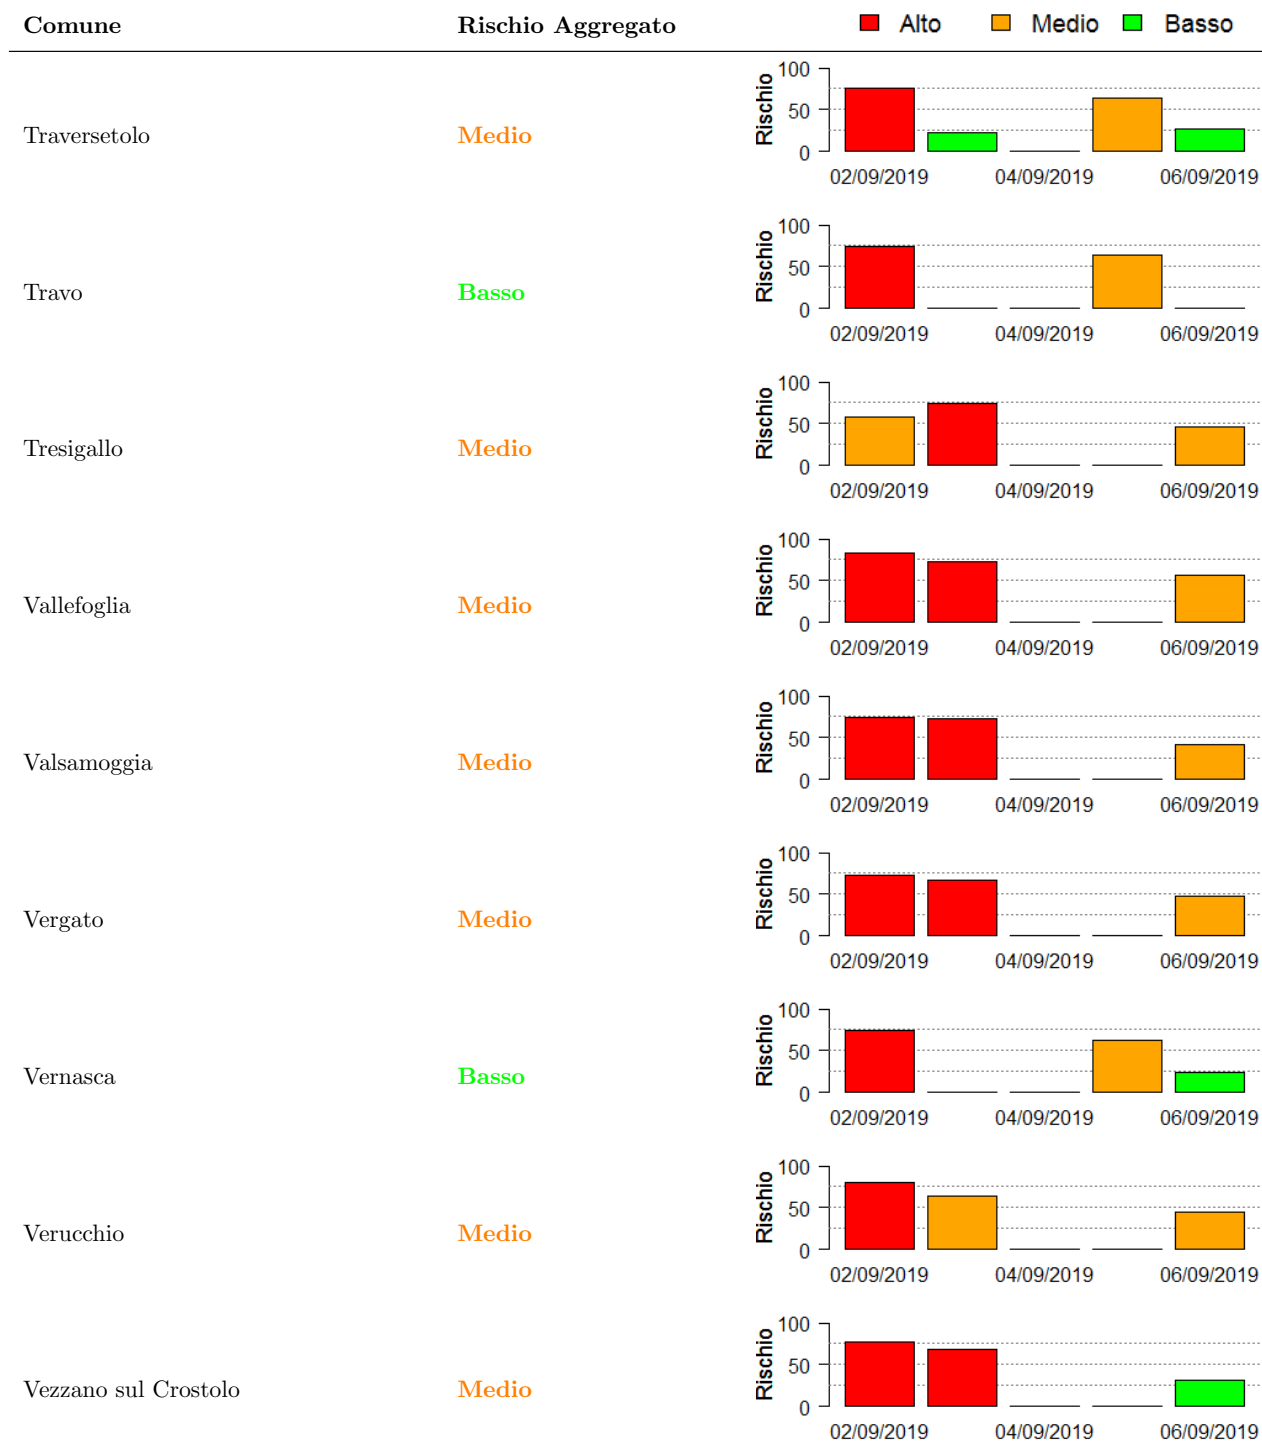 Comune Rischio Aggregato Alto Medio Basso
Traversetolo Medio
Rischio
100
50
0
02/09/2019 04/09/2019 06/09/2019
Travo Basso
Rischio
100
50
0
02/09/2019 04/09/2019 06/09/2019
Tresigallo Medio
Rischio
100
50
0
02/09/2019 04/09/2019 06/09/2019
Vallefoglia Medio
Rischio
100
50
0
02/09/2019 04/09/2019 06/09/2019
Valsamoggia Medio
Rischio
100
50
0
02/09/2019 04/09/2019 06/09/2019
Vergato Medio
Rischio
100
50
0
02/09/2019 04/09/2019 06/09/2019
Vernasca Basso
Rischio
100
50
0
02/09/2019 04/09/2019 06/09/2019
Verucchio Medio
Rischio
100
50
0
02/09/2019 04/09/2019 06/09/2019
Vezzano sul Crostolo Medio
Rischio
100
50
0
02/09/2019 04/09/2019 06/09/2019